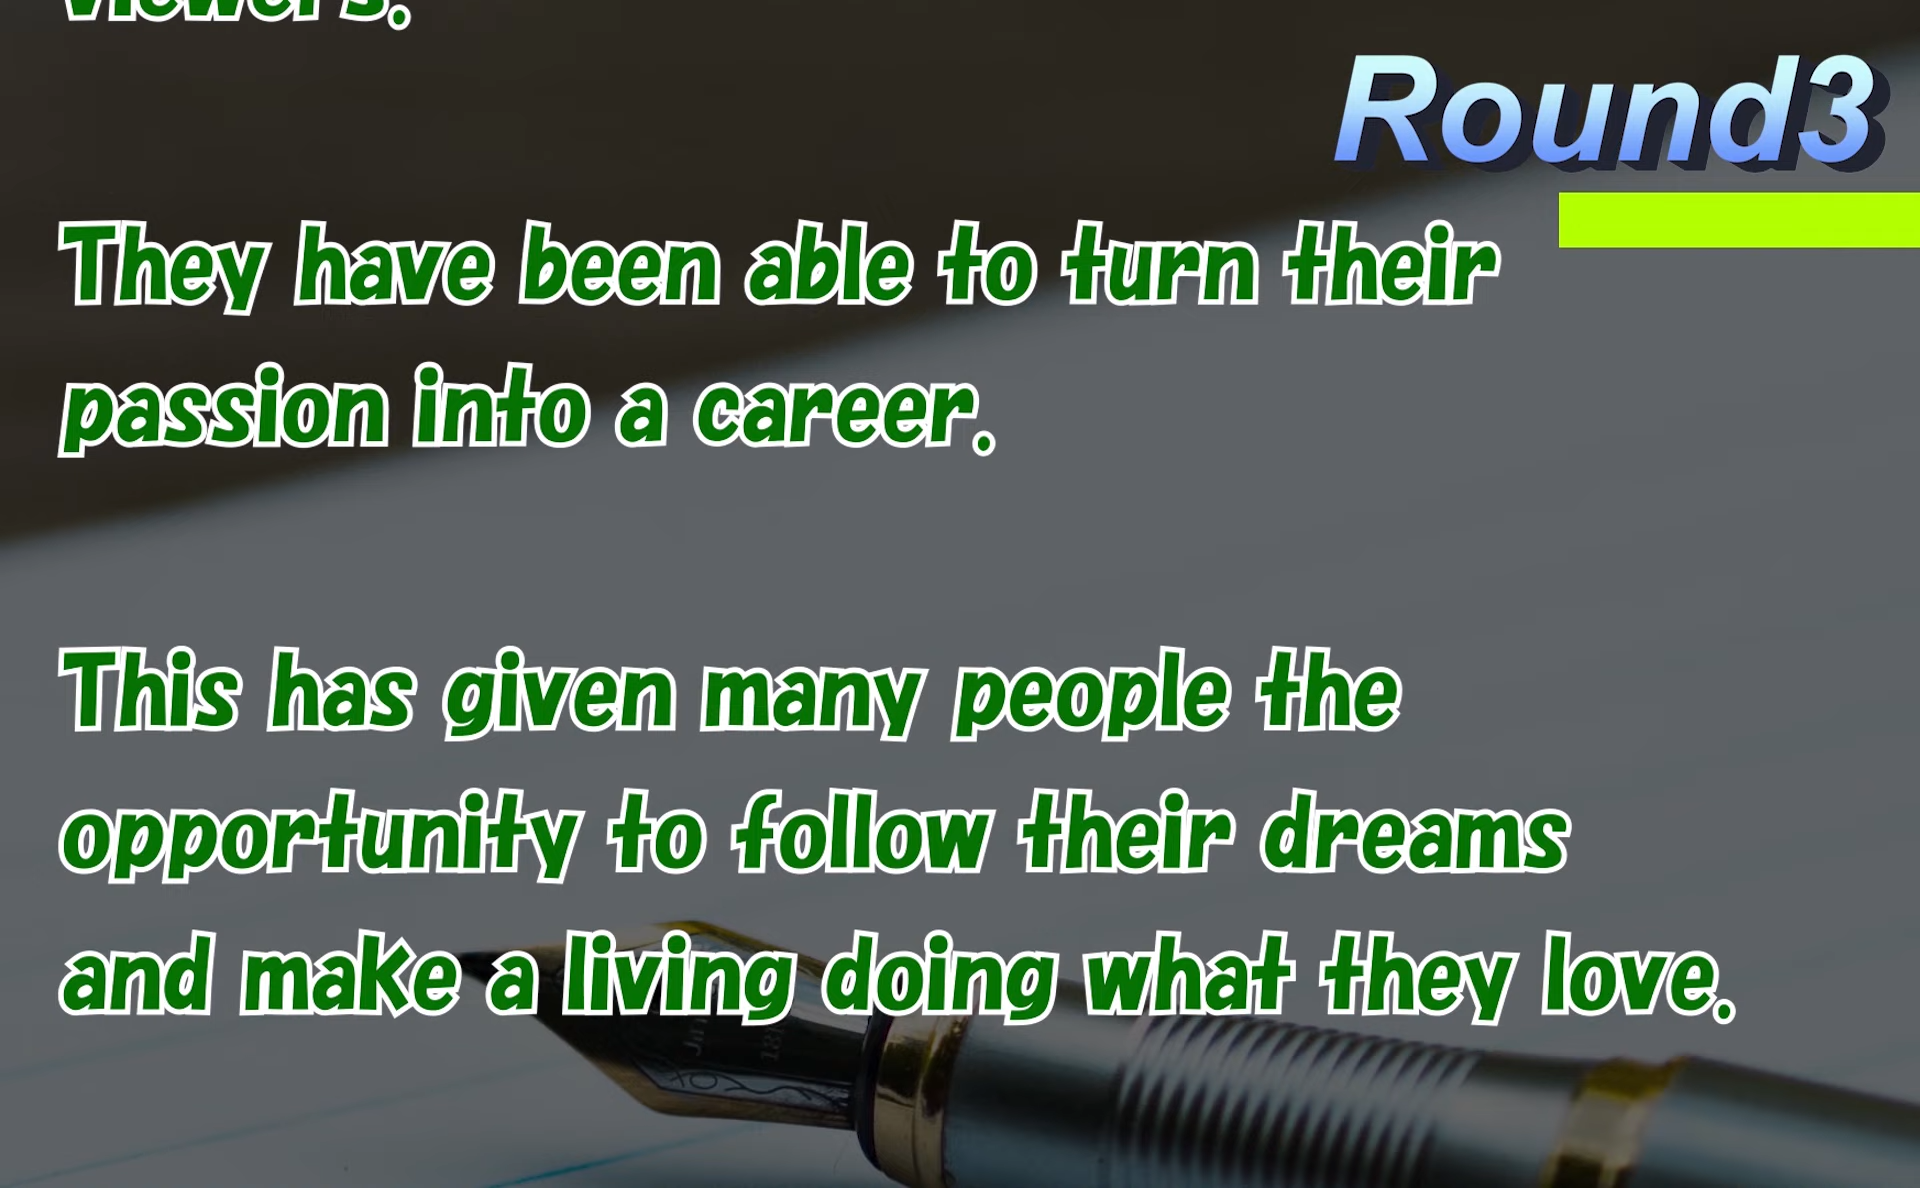 viewers.
Round3
They have been able to turn their
passion into a career.
This has given many people the
opportunity to follow their dreams
and make a living doing what they love.